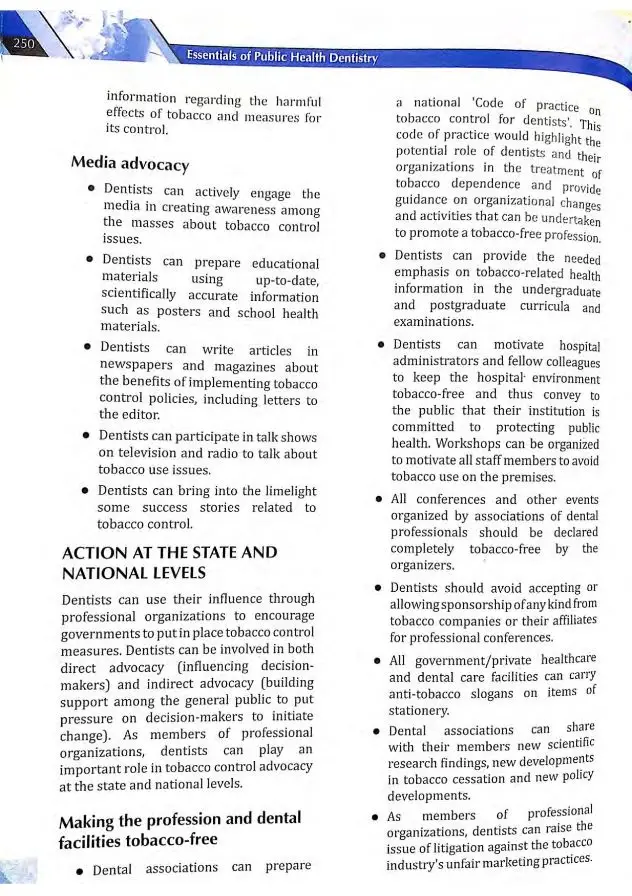 250
Essentials of Public Health Dentistry
information regarding the harmful
effects of tobacco and measures for
its control.
Media advocacy
● Dentists can actively engage the
media in creating awareness among
the masses about tobacco control
issues.
● Dentists can prepare educational
materials using up-to-date,
scientifically accurate information
such as posters and school health
materials.
● Dentists can write articles in
newspapers and magazines about
the benefits of implementing tobacco
control policies, including letters to
the editor.
● Dentists can participate in talk shows
on television and radio to talk about
tobacco use issues.
● Dentists can bring into the limelight
some success stories related to
tobacco control.
ACTION AT THE STATE AND
NATIONAL LEVELS
Dentists can use their influence through
professional organizations to encourage
governments to put in place tobacco control
measures. Dentists can be involved in both
direct advocacy (influencing decision-
makers) and indirect advocacy (building
support among the general public to put
pressure on decision-makers to initiate
change). As members of professional
organizations, dentists can play an
important role in tobacco control advocacy
at the state and national levels.
Making the profession and dental
facilities tobacco-free
● Dental associations can prepare
a national 'Code of practice on
tobacco control for dentists'. This
code of practice would highlight the
potential role of dentists and their
organizations in the treatment of
tobacco dependence and provide
guidance on organizational changes
and activities that can be undertaken
to promote a tobacco-free profession.
● Dentists can provide the needed
emphasis on tobacco-related health
information in the undergraduate
and postgraduate curricula and
examinations.
● Dentists can motivate hospital
administrators and fellow colleagues
to keep the hospital environment
tobacco-free and thus convey to
the public that their institution is
committed to protecting public
health. Workshops can be organized
to motivate all staff members to avoid
tobacco use on the premises.
● All conferences and other events
organized by associations of dental
professionals should be declared
completely tobacco-free by the
organizers.
● Dentists should avoid accepting or
allowing sponsorship of any kind from
tobacco companies or their affiliates
for professional conferences.
● All government/private healthcare
and dental care facilities can carry
anti-tobacco slogans on items of
stationery.
● Dental associations can share
with their members new scientific
research findings, new developments
in tobacco cessation and new policy
developments.
● As members of professional
organizations, dentists can raise the
issue of litigation against the tobacco
industry's unfair marketing practices.